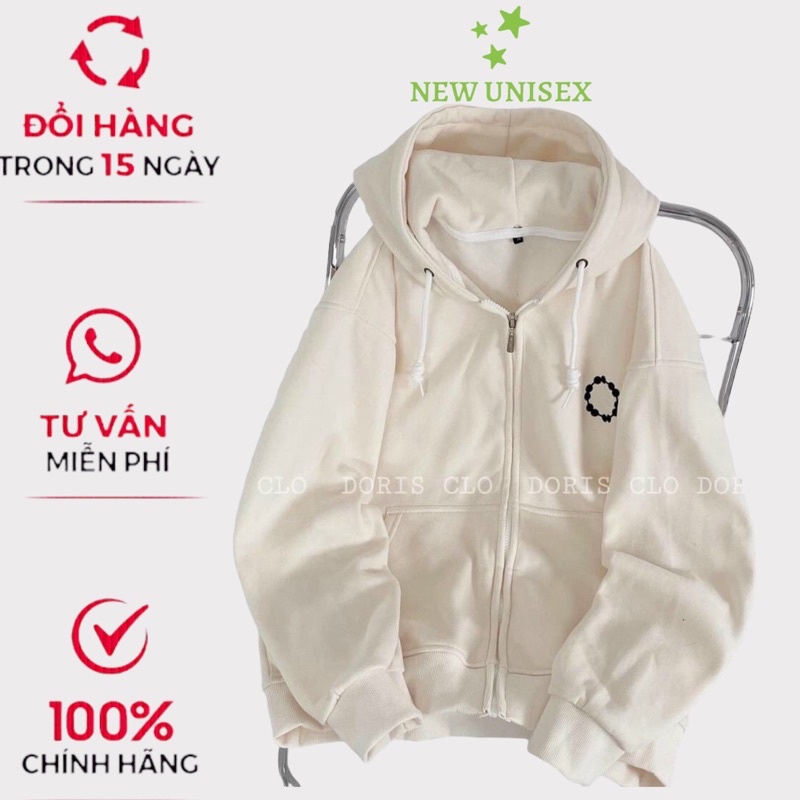 NEW UNISEX
ĐỔI HÀNG
TRONG 15 NGÀY
TƯ VẤN
MIỄN PHÍ
CLO DORIS CLO DORIS CLO DOR
100%
CHÍNH HÃNG